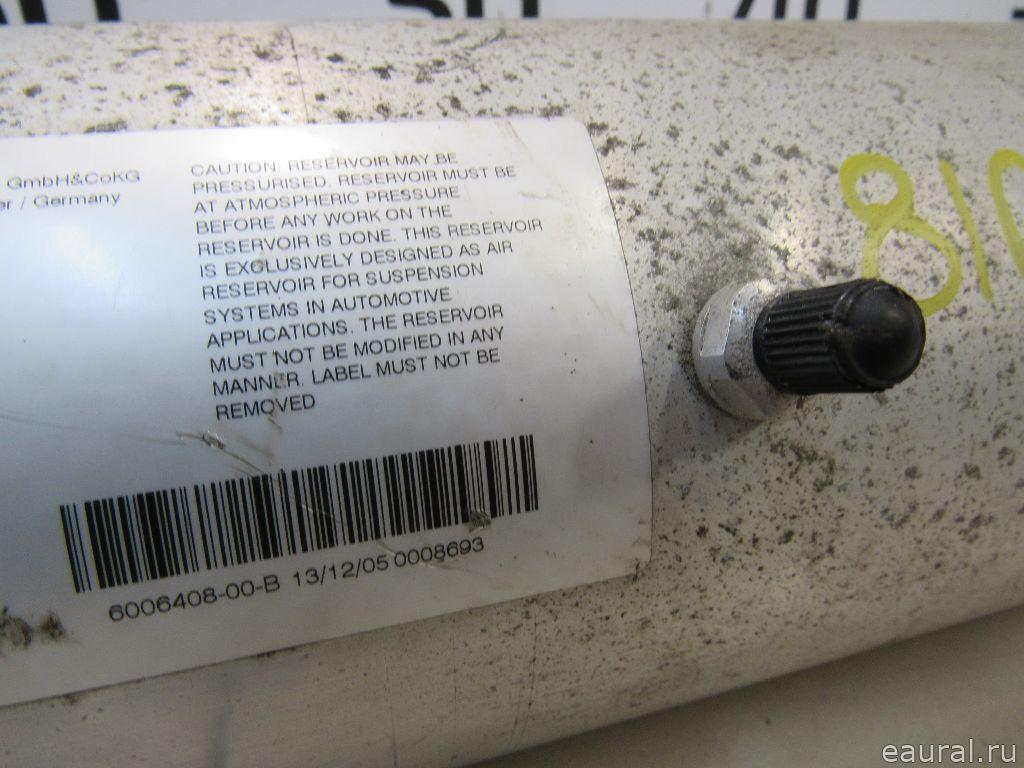 GmbH&CoKG
/ Germany
CAUTION: RESERVOIR MAY BE
PRESSURISED. RESERVOIR MUST BE
AT ATMOSPHERIC PRESSURE
BEFORE ANY WORK ON THE
RESERVOIR IS DONE. THIS RESERVOIR
IS EXCLUSIVELY DESIGNED AS AIR
RESERVOIR FOR SUSPENSION
SYSTEMS IN AUTOMOTIVE
APPLICATIONS. THE RESERVOIR
MUST NOT BE MODIFIED IN ANY
MANNER. LABEL MUST NOT BE
REMOVED
6006408-00-B 13/12/05 0008693
eaural.ru